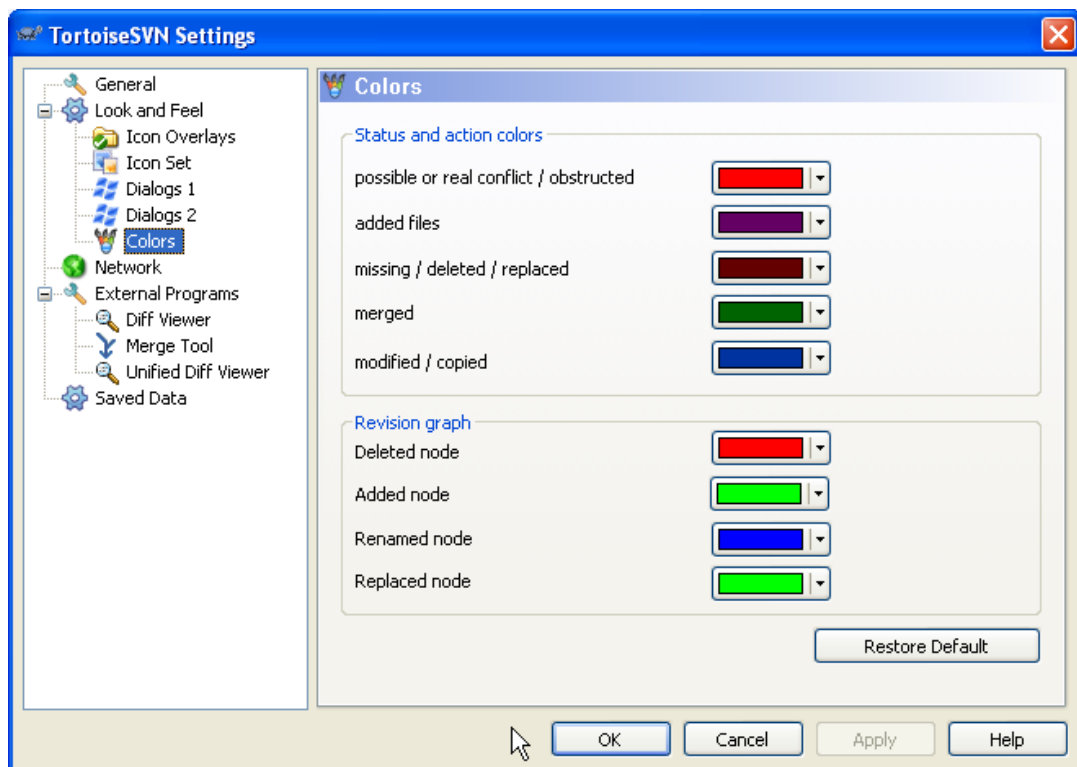 TortoiseSVN Settings
General
Look and Feel
Icon Overlays
Icon Set
Dialogs 1
Dialogs 2
Colors
Network
External Programs
Diff Viewer
Merge Tool
Unified Diff Viewer
Saved Data
Colors
Status and action colors
possible or real conflict / obstructed
added files
missing / deleted / replaced
merged
modified / copied
Revision graph
Deleted node
Added node
Renamed node
Replaced node
Restore Default
OK
Cancel
Apply
Help